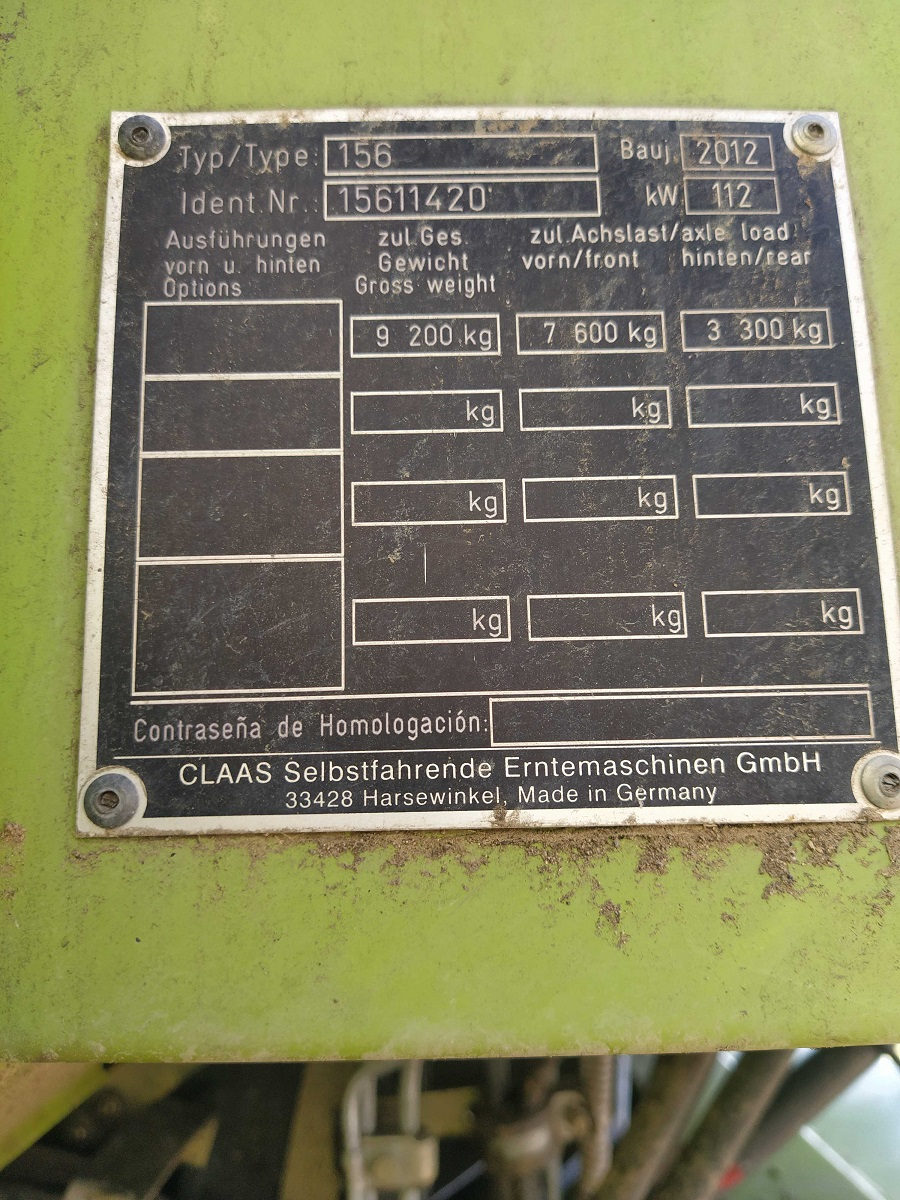 Typ/Type: 156 Bauj. 2012
Ident.Nr.: 15611420 kW 112
Ausführungen zul.Ges. zul.Achslast/axle load
vorn u. hinten Gewicht vorn/front hinten/rear
Options Gross weight
9 200 kg 7 600 kg 3 300 kg
kg kg kg
kg kg kg
kg kg kg
Contraseña de Homologación:
CLAAS Selbstfahrende Erntemaschinen GmbH
33428 Harsewinkel, Made in Germany